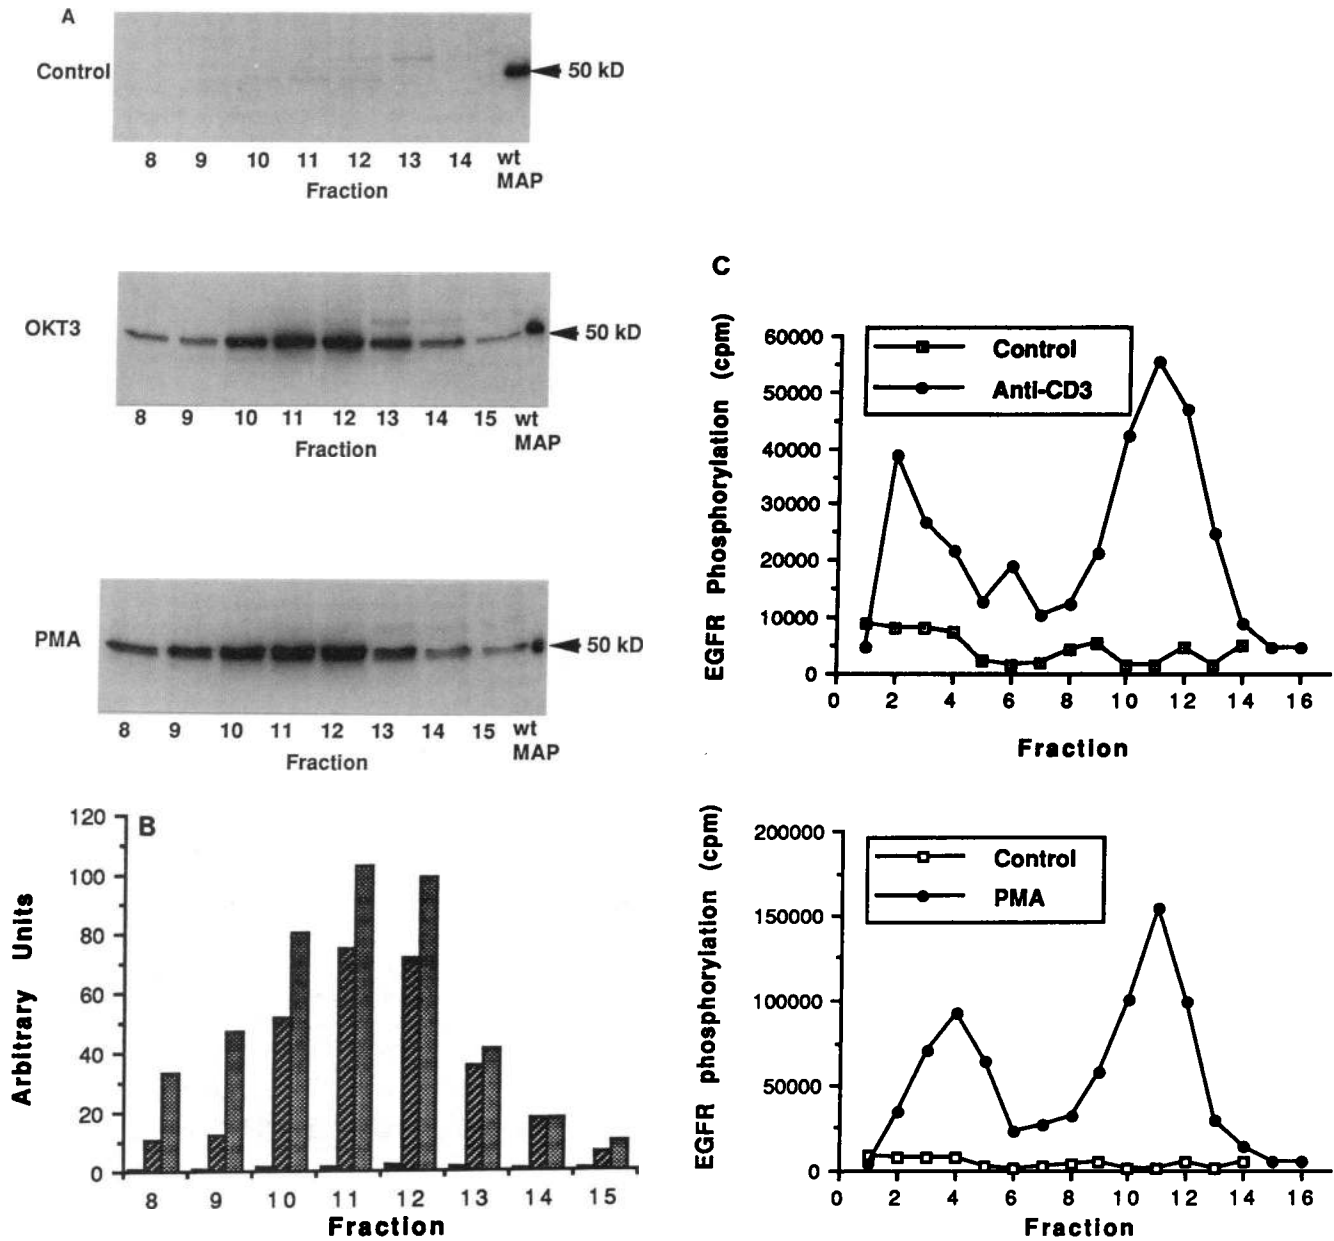 A
Control
50 kD
8 9 10 11 12 13 14 wt
MAP
Fraction
OKT3
50 kD
8 9 10 11 12 13 14 15 wt
MAP
Fraction
PMA
50 kD
8 9 10 11 12 13 14 15 wt
MAP
Fraction
B
Arbitrary Units
120
100
80
60
40
20
0
8 9 10 11 12 13 14 15
Fraction
C
EGFR Phosphorylation (cpm)
60000
50000
40000
30000
20000
10000
0
Control
Anti-CD3
0 2 4 6 8 10 12 14 16
Fraction
EGFR phosphorylation (cpm)
200000
150000
100000
50000
0
Control
PMA
0 2 4 6 8 10 12 14 16
Fraction